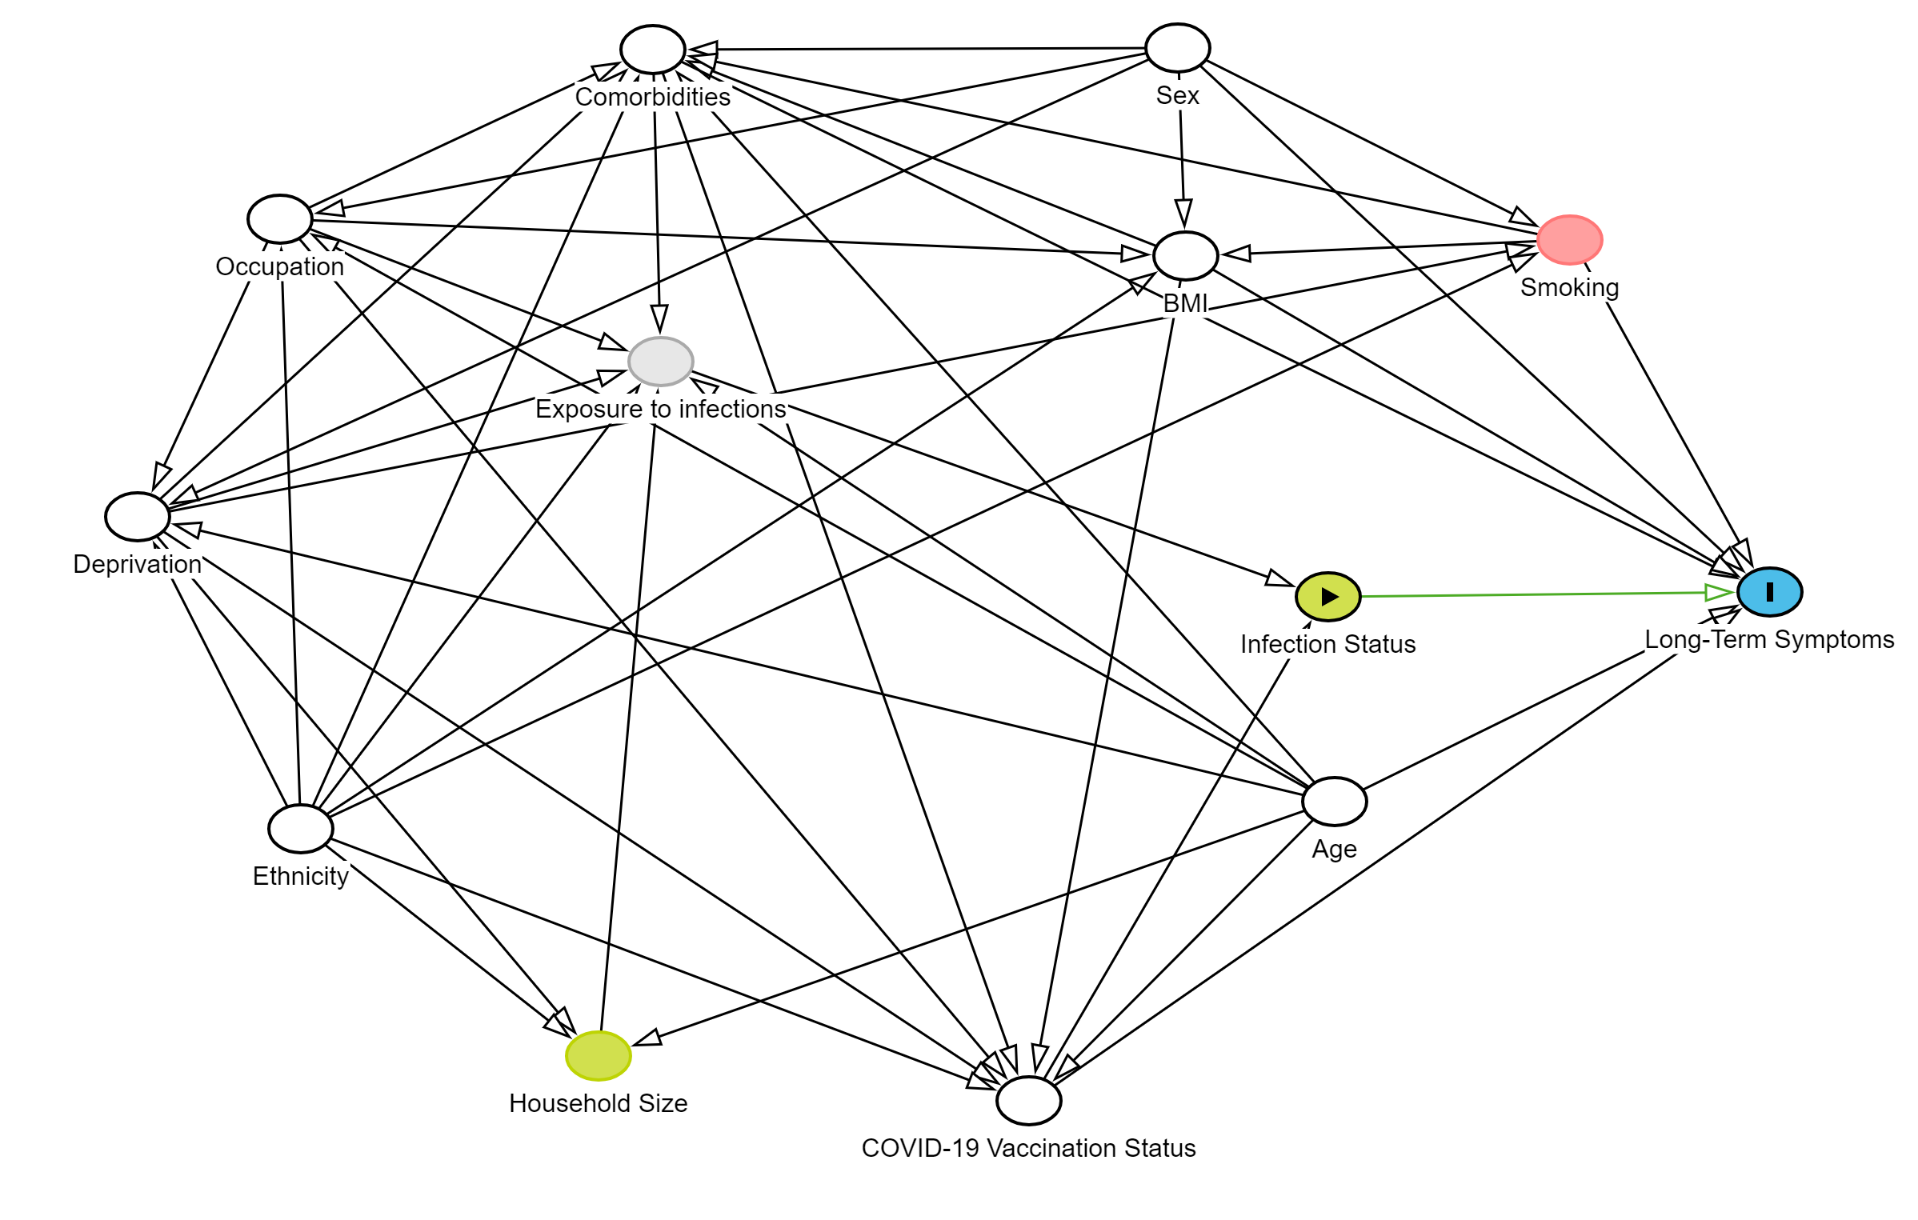 Comorbidities
Sex
Occupation
Smoking
BMI
Exposure to infections
Deprivation
Infection Status
Long-Term Symptoms
Age
Ethnicity
Household Size
COVID-19 Vaccination Status